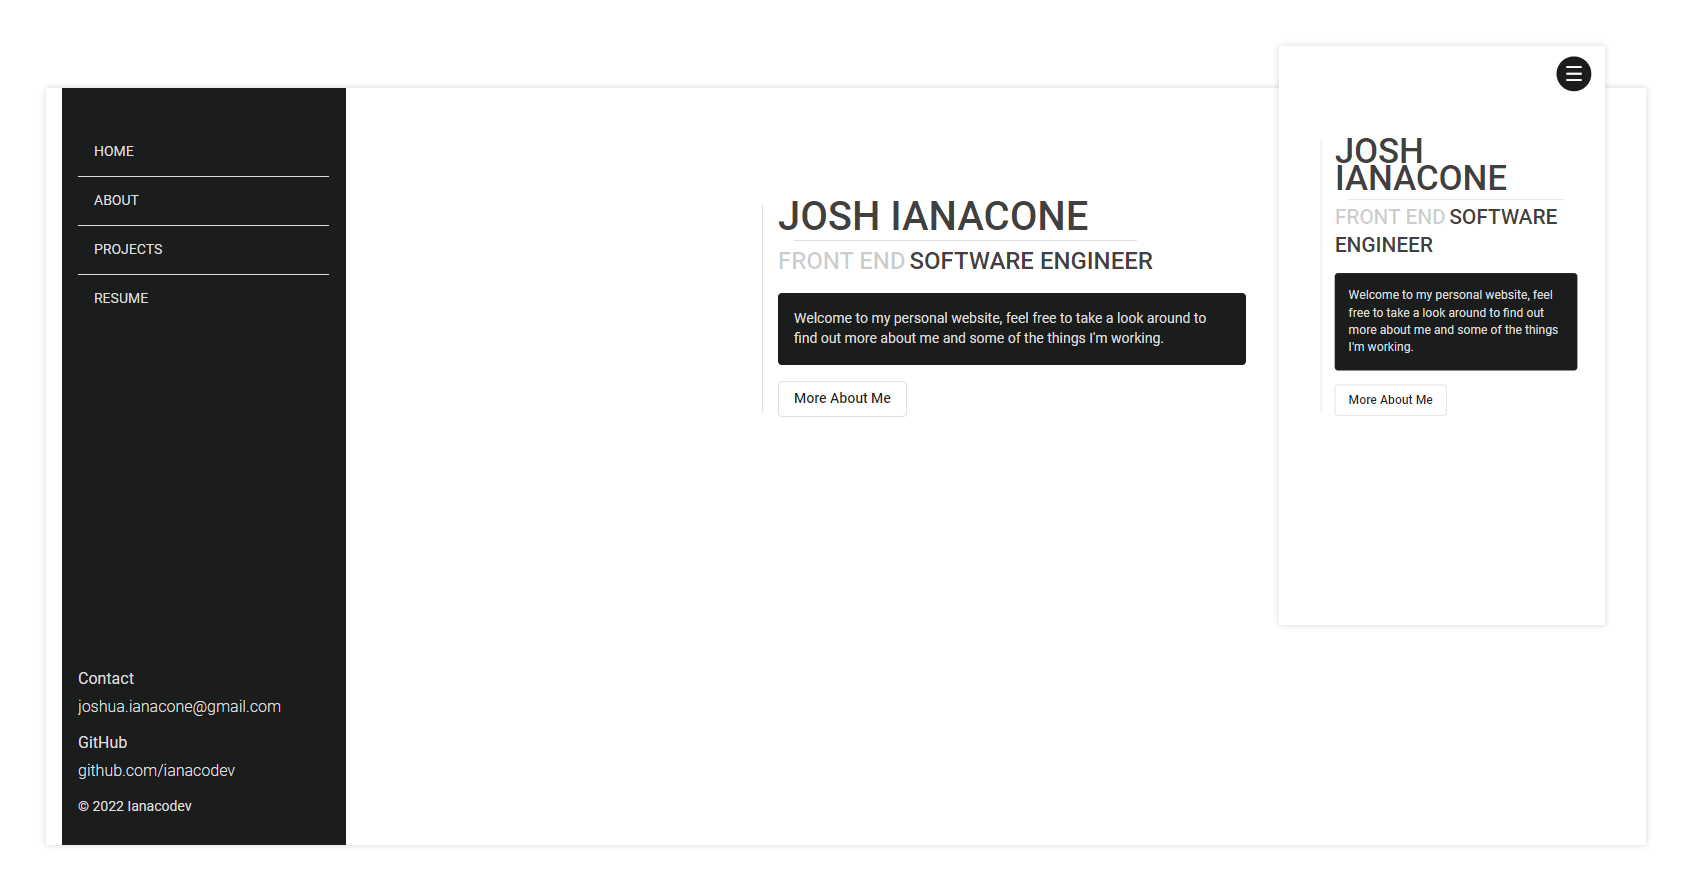 HOME
ABOUT
PROJECTS
RESUME
Contact
joshua.ianacone@gmail.com
GitHub
github.com/ianacodev
© 2022 Ianacodev
JOSH IANACONE
FRONT END SOFTWARE ENGINEER
Welcome to my personal website, feel free to take a look around to
find out more about me and some of the things I'm working.
More About Me
JOSH
IANACONE
FRONT END SOFTWARE
ENGINEER
Welcome to my personal website, feel
free to take a look around to find out
more about me and some of the things
I'm working.
More About Me